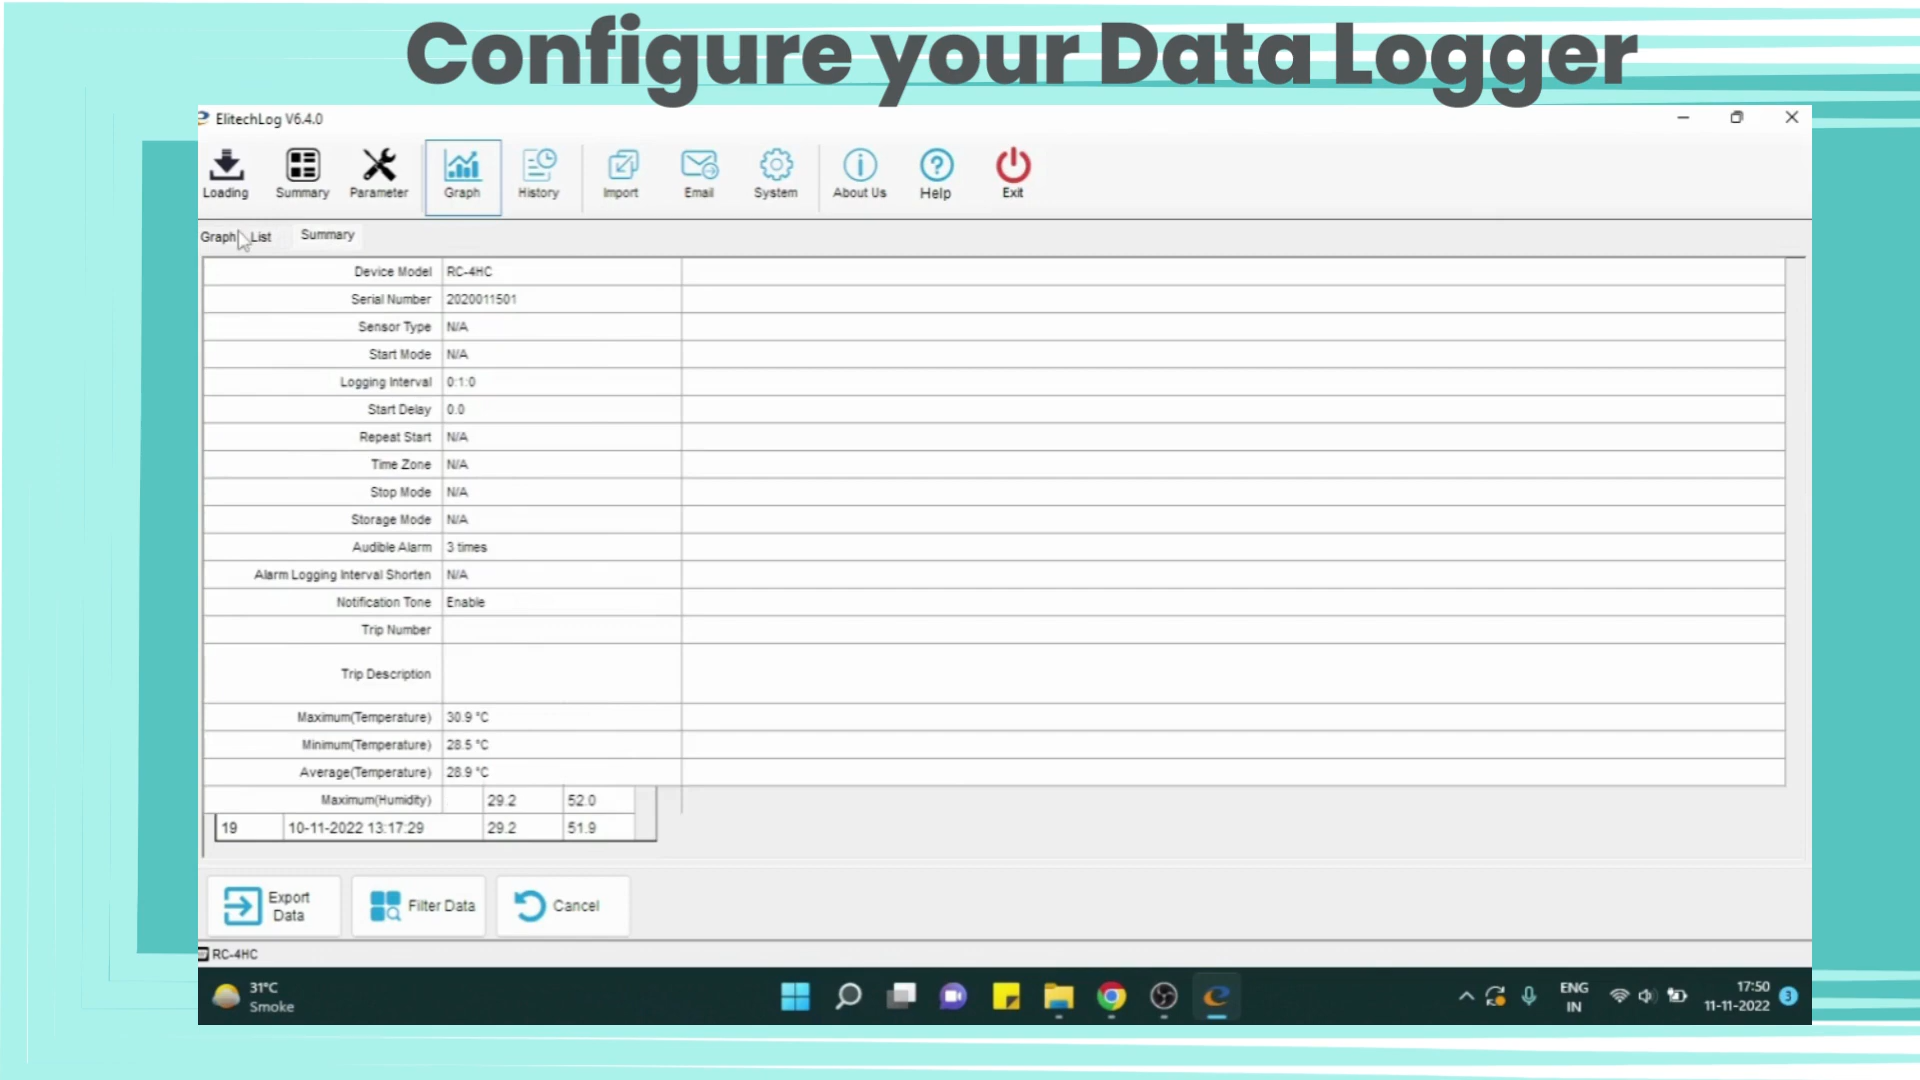 Configure your Data Logger
ElitechLog V6.4.0
Loading Summary Parameter Graph History Import Email System About Us Help Exit
Graph List Summary
Device Model RC-4HC
Serial Number 2020011501
Sensor Type N/A
Start Mode N/A
Logging Interval 0:1:0
Start Delay 0.0
Repeat Start N/A
Time Zone N/A
Stop Mode N/A
Storage Mode N/A
Audible Alarm 3 times
Alarm Logging Interval Shorten N/A
Notification Tone Enable
Trip Number
Trip Description
Maximum(Temperature) 30.9 °C
Minimum(Temperature) 28.5 °C
Average(Temperature) 28.9 °C
Maximum(Humidity) 29.2 52.0
19 10-11-2022 13:17:29 29.2 51.9
Export
Data
Filter Data
Cancel
RC-4HC
31°C
Smoke
ENG
IN
17:50
11-11-2022
3